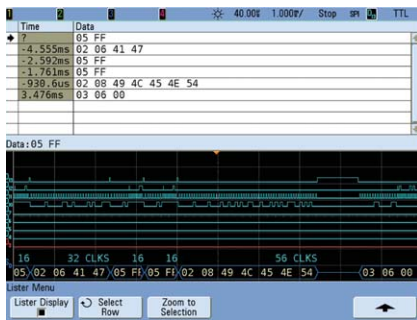 1 2 3 4 40.00% 1.000%/ Stop SPI D₀ TTL
Time Data
? 05 FF
-4.555ms 02 06 41 47
-2.592ms 05 FF
-1.761ms 05 FF
-930.6us 02 08 49 4C 45 4E 54
3.476ms 03 06 00
Data:05 FF
16 32 CLKS 16 16 56 CLKS
05 02 06 41 47 05 FF 05 FF 02 08 49 4C 45 4E 54 03 06 00
Lister Menu
Lister Display Select Row Zoom to Selection